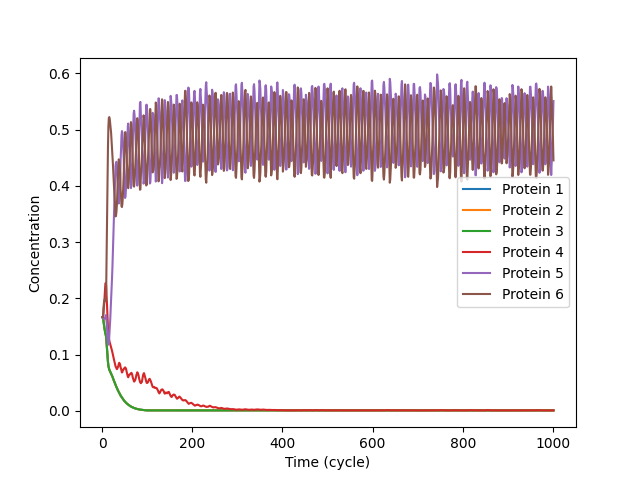 0.6
0.5
0.4
0.3
0.2
0.1
0.0
Concentration
Protein 1
Protein 2
Protein 3
Protein 4
Protein 5
Protein 6
0 200 400 600 800 1000
Time (cycle)